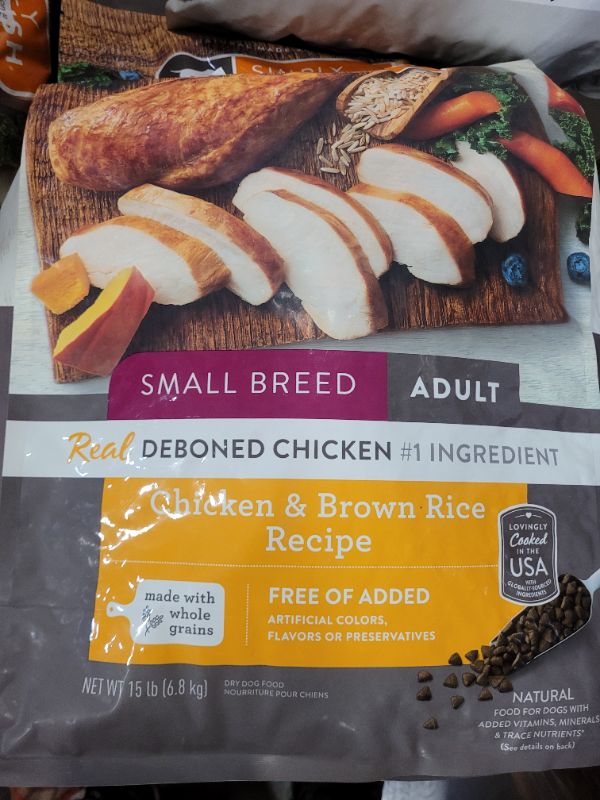 SIMPLY
SMALL BREED
ADULT
Real DEBONED CHICKEN #1 INGREDIENT
Chicken & Brown Rice
Recipe
LOVINGLY
Cooked
IN THE
USA
WITH
GLOBALLY-SOURCED
INGREDIENTS
made with
whole
grains
FREE OF ADDED
ARTIFICIAL COLORS,
FLAVORS OR PRESERVATIVES
NET WT 15 lb (6.8 kg)
DRY DOG FOOD
NOURRITURE POUR CHIENS
NATURAL
FOOD FOR DOGS WITH
ADDED VITAMINS, MINERALS
& TRACE NUTRIENTS*
(See details on back)